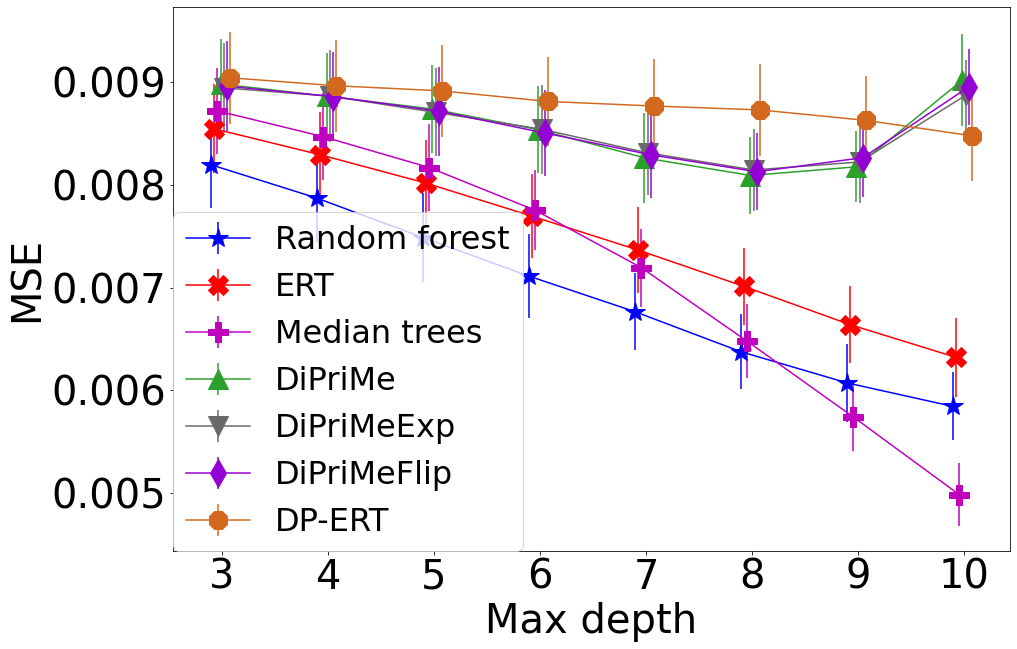 0.009
0.008
0.007
0.006
0.005
MSE
Random forest
ERT
Median trees
DiPriMe
DiPriMeExp
DiPriMeFlip
DP-ERT
3 4 5 6 7 8 9 10
Max depth